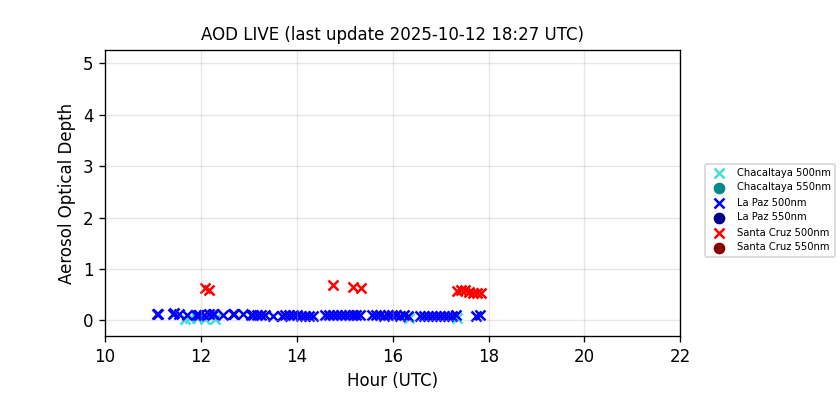 AOD LIVE (last update 2025-10-12 18:27 UTC)
Aerosol Optical Depth
5
4
3
2
1
0
10 12 14 16 18 20 22
Hour (UTC)
Chacaltaya 500nm
Chacaltaya 550nm
La Paz 500nm
La Paz 550nm
Santa Cruz 500nm
Santa Cruz 550nm